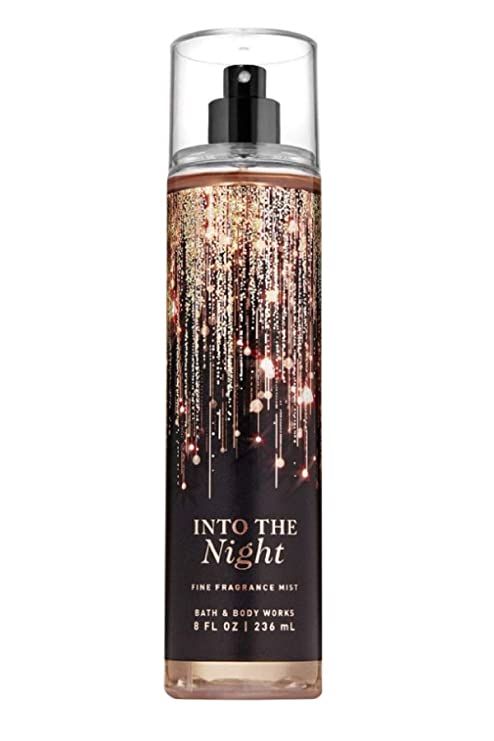 INTO THE
Night
FINE FRAGRANCE MIST
BATH & BODY WORKS
8 FL OZ | 236 mL